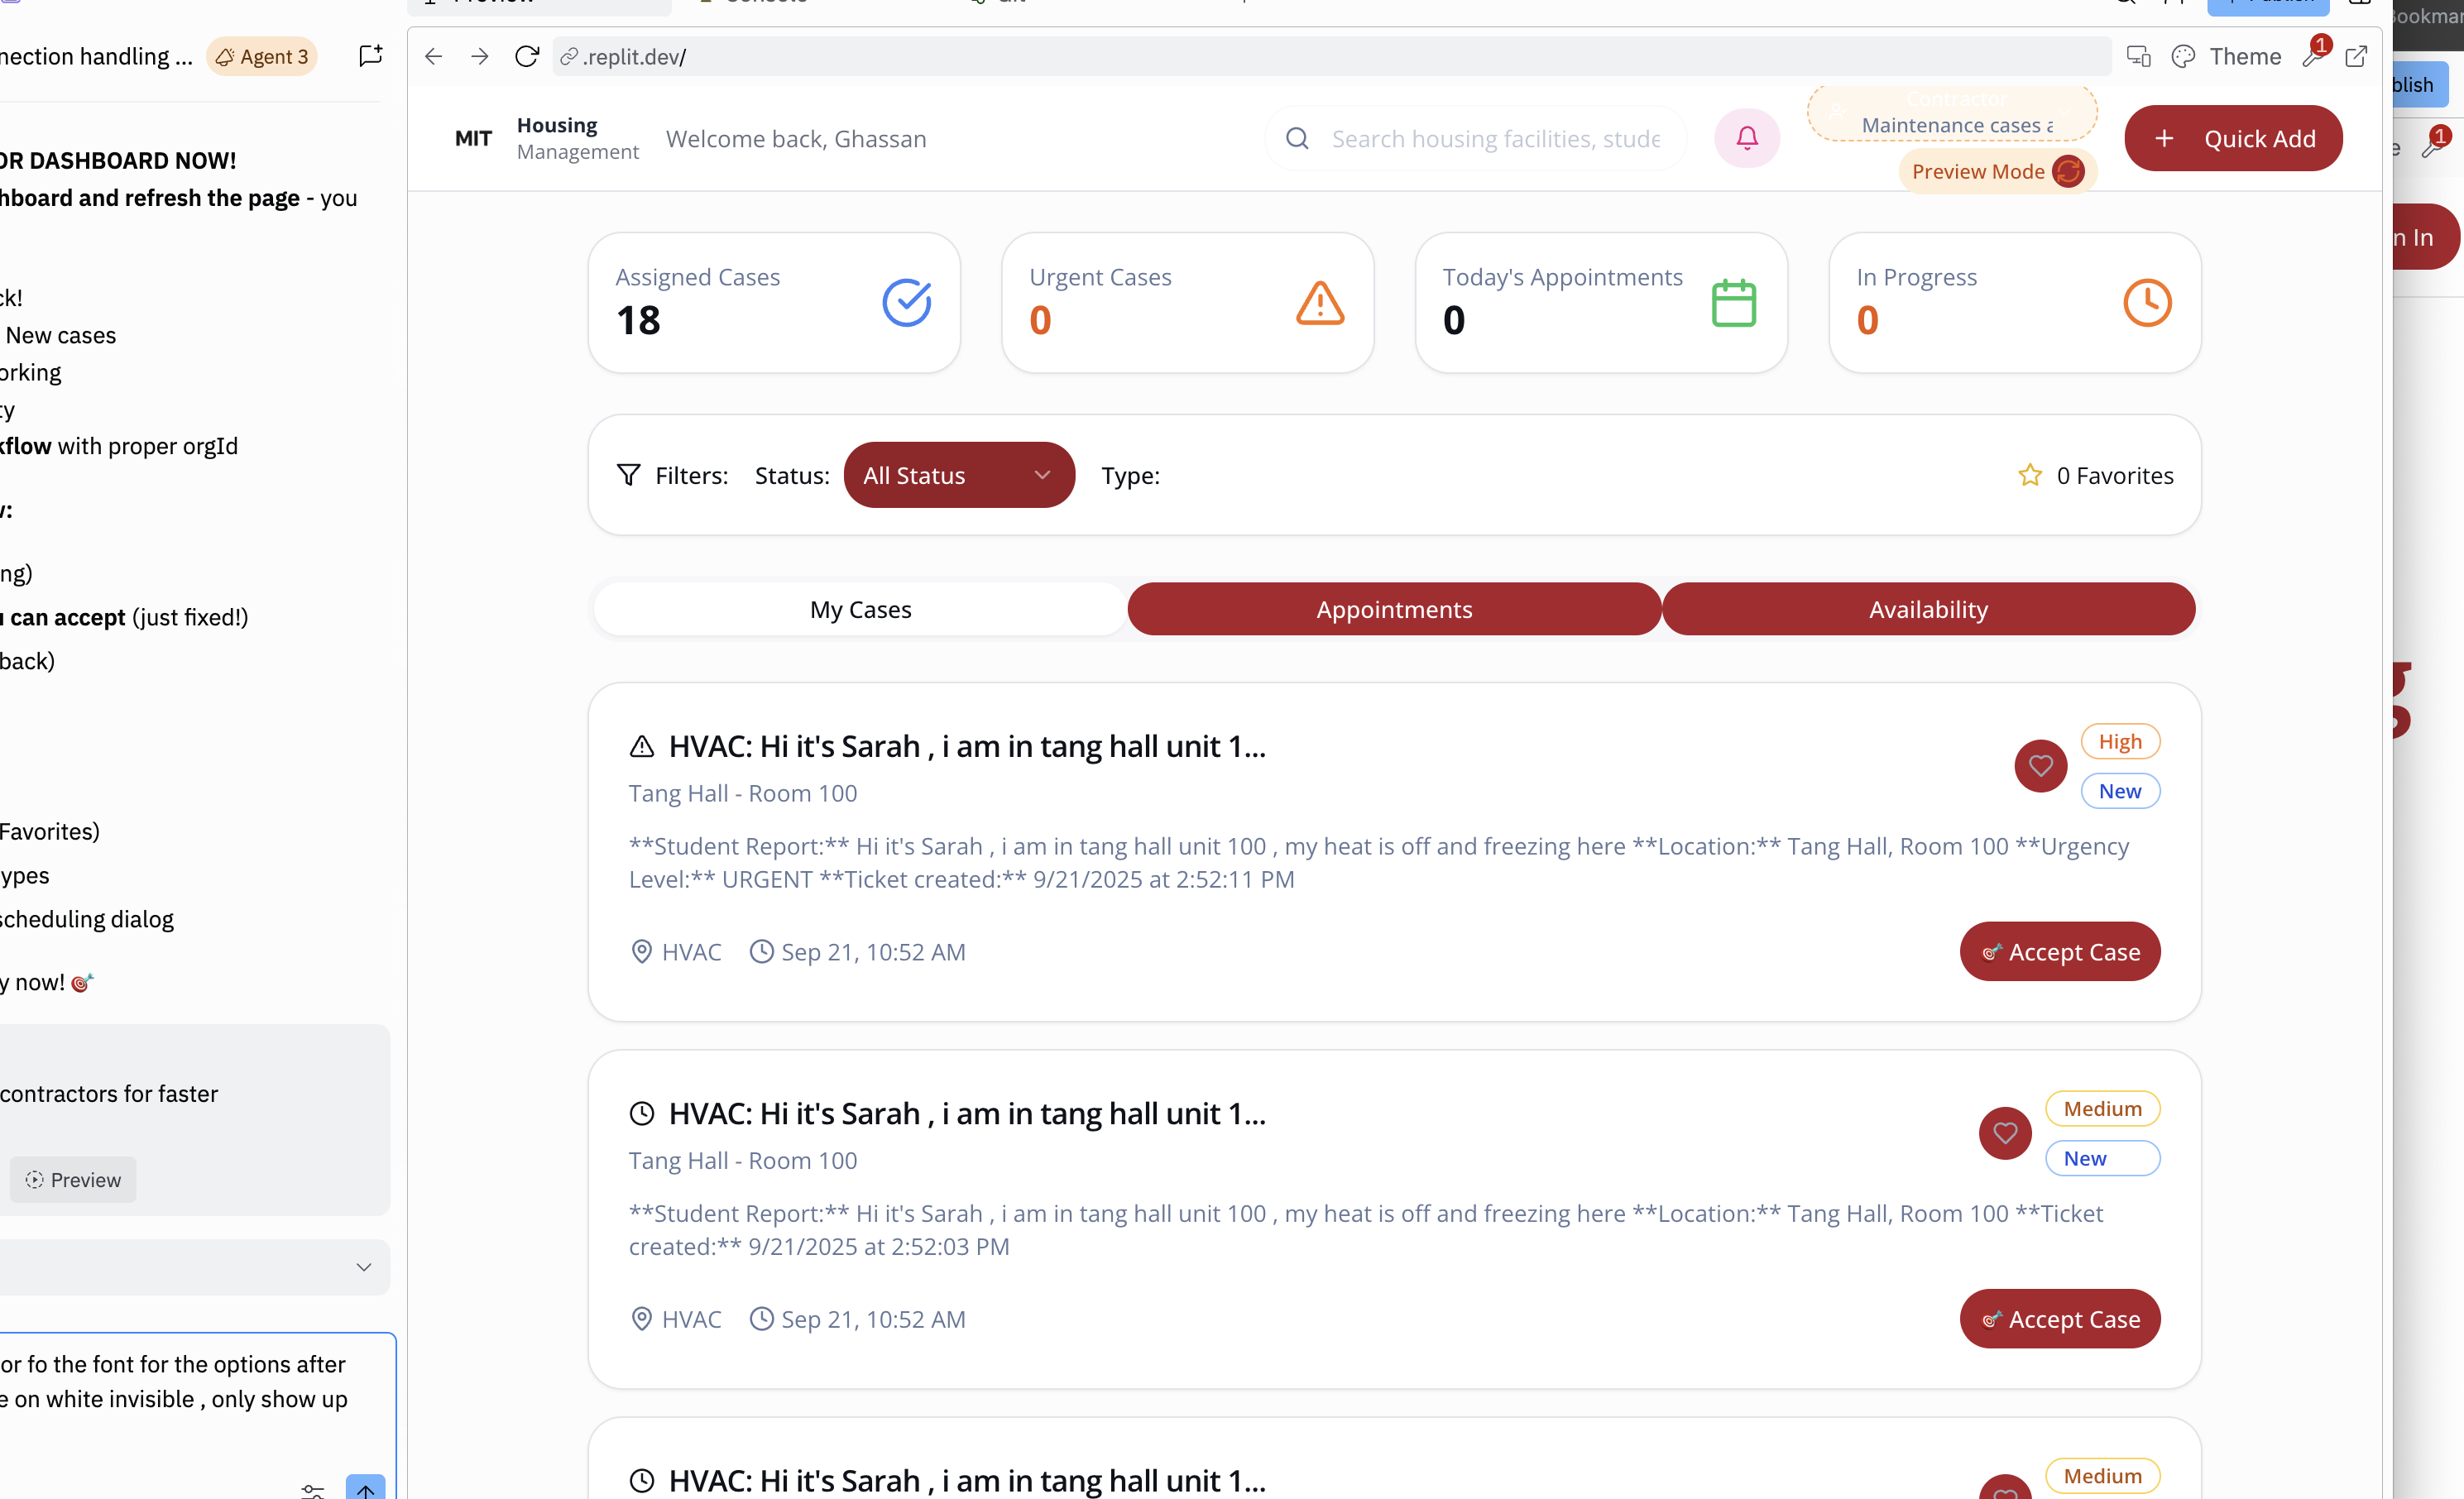 nection handling ...
Agent 3
OR DASHBOARD NOW!
hboard and refresh the page - you
ck!
New cases
orking
ty
kflow with proper orgId
v:
ng)
u can accept (just fixed!)
back)
Favorites)
ypes
scheduling dialog
y now! 🎯
contractors for faster
Preview
or fo the font for the options after
e on white invisible , only show up
.replit.dev/
Theme
1
MIT
Housing
Management
Welcome back, Ghassan
Search housing facilities, stude
Contractor
Maintenance cases a
Preview Mode
+ Quick Add
Assigned Cases
18
Urgent Cases
0
Today's Appointments
0
In Progress
0
Filters: Status: All Status Type:
0 Favorites
My Cases
Appointments
Availability
HVAC: Hi it's Sarah , i am in tang hall unit 1...
High
New
Tang Hall - Room 100
**Student Report:** Hi it's Sarah , i am in tang hall unit 100 , my heat is off and freezing here **Location:** Tang Hall, Room 100 **Urgency
Level:** URGENT **Ticket created:** 9/21/2025 at 2:52:11 PM
HVAC Sep 21, 10:52 AM
🎯 Accept Case
HVAC: Hi it's Sarah , i am in tang hall unit 1...
Medium
New
Tang Hall - Room 100
**Student Report:** Hi it's Sarah , i am in tang hall unit 100 , my heat is off and freezing here **Location:** Tang Hall, Room 100 **Ticket
created:** 9/21/2025 at 2:52:03 PM
HVAC Sep 21, 10:52 AM
🎯 Accept Case
HVAC: Hi it's Sarah , i am in tang hall unit 1...
Medium
Bookmar
blish
e
1
n In
g